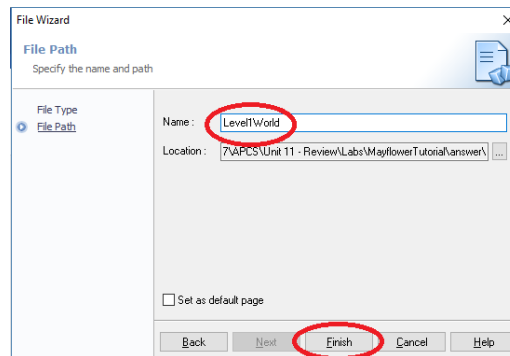 File Wizard
File Path
Specify the name and path
File Type
File Path
Name :
Level1World
Location :
7\APCS\Unit 11 - Review\Labs\MayflowerTutorial\answer\
...
Set as default page
Back
Next
Finish
Cancel
Help